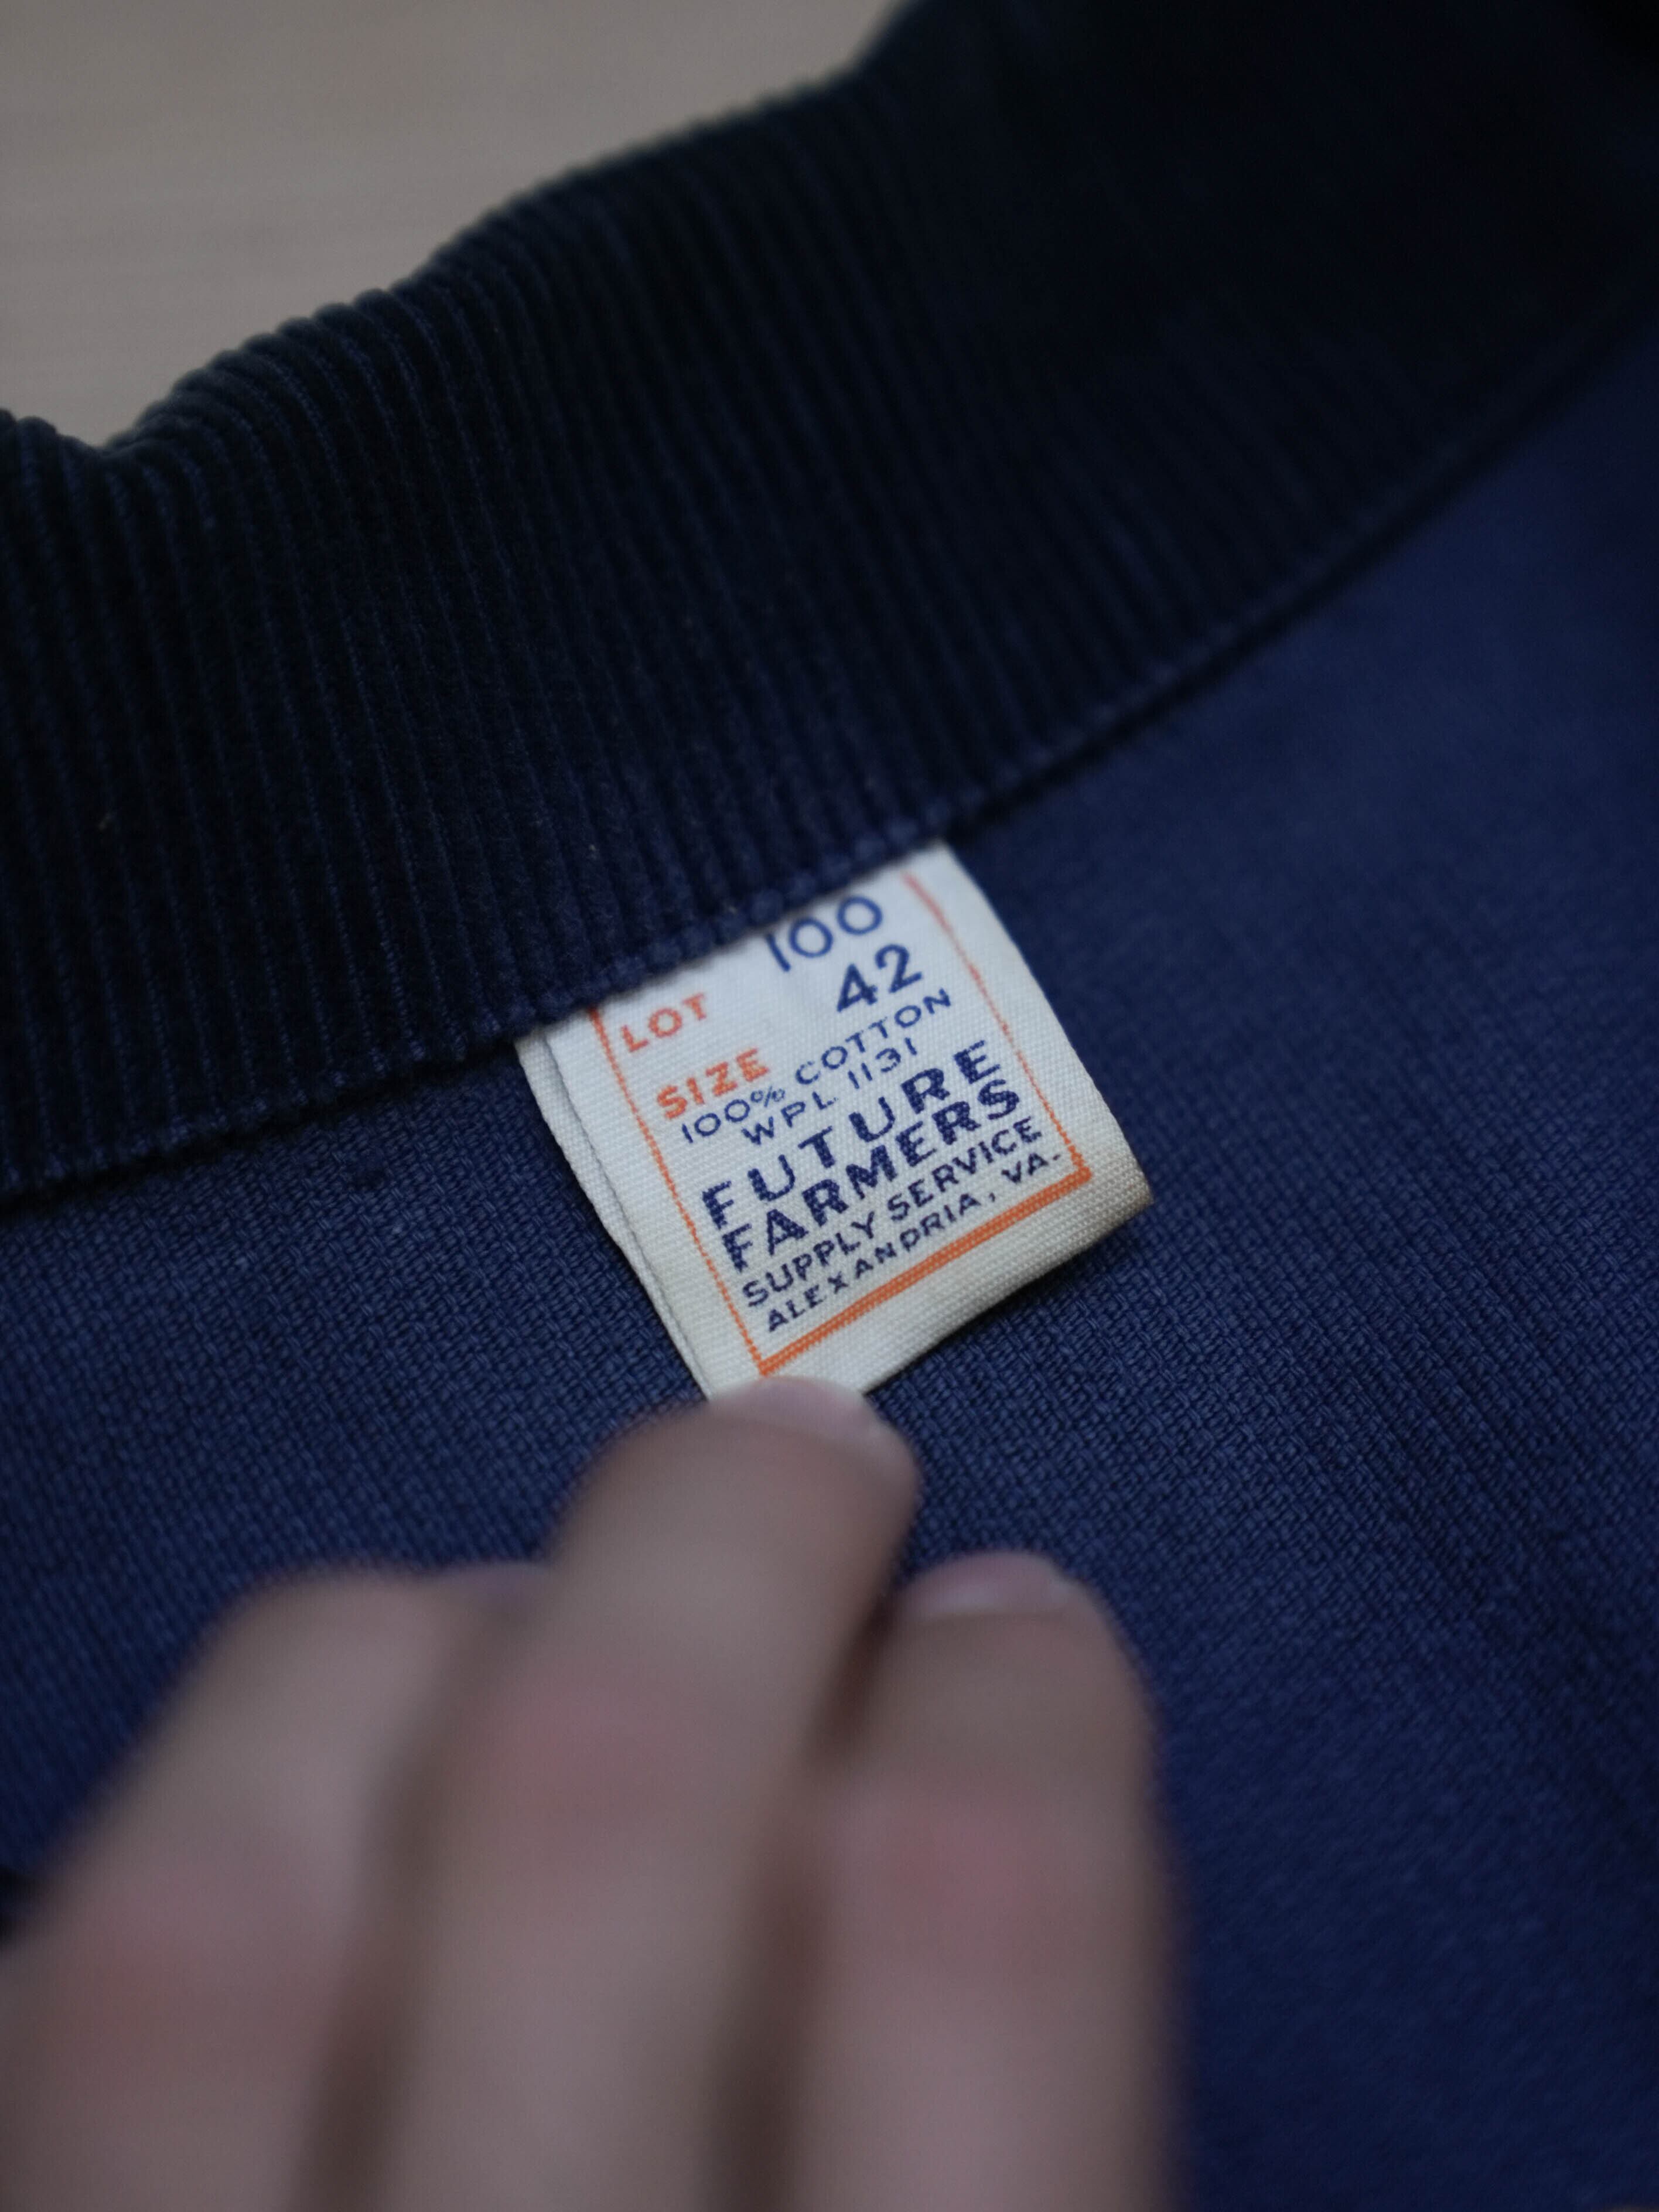 LOT 100
SIZE 42
100% COTTON
WPL 1131
FUTURE
FARMERS
SUPPLY SERVICE
ALEXANDRIA, VA.